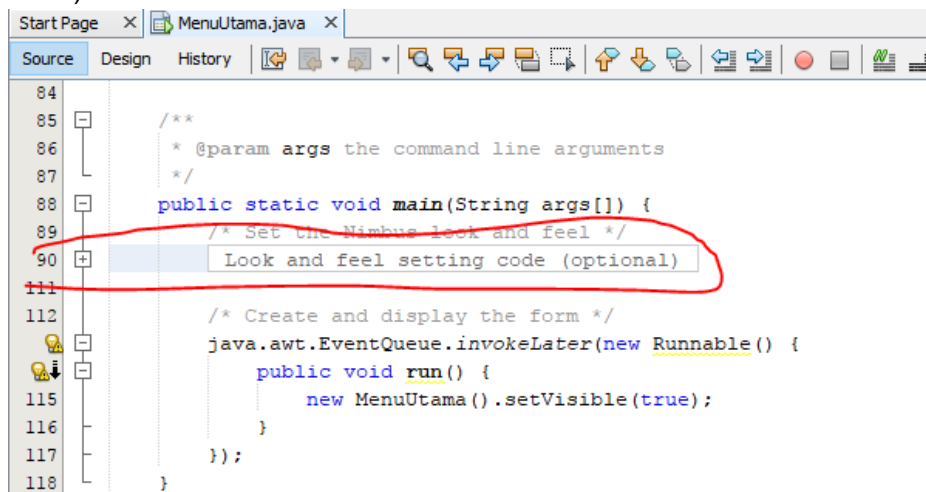 )
Start Page MenuUtama.java
Source Design History
84
85 /**
86 * @param args the command line arguments
87 */
88 public static void main(String args[]) {
89 /* Set the Nimbus look and feel */
90 Look and feel setting code (optional)
111
112 /* Create and display the form */
java.awt.EventQueue.invokeLater(new Runnable() {
public void run() {
115 new MenuUtama().setVisible(true);
116 }
117 });
118 }